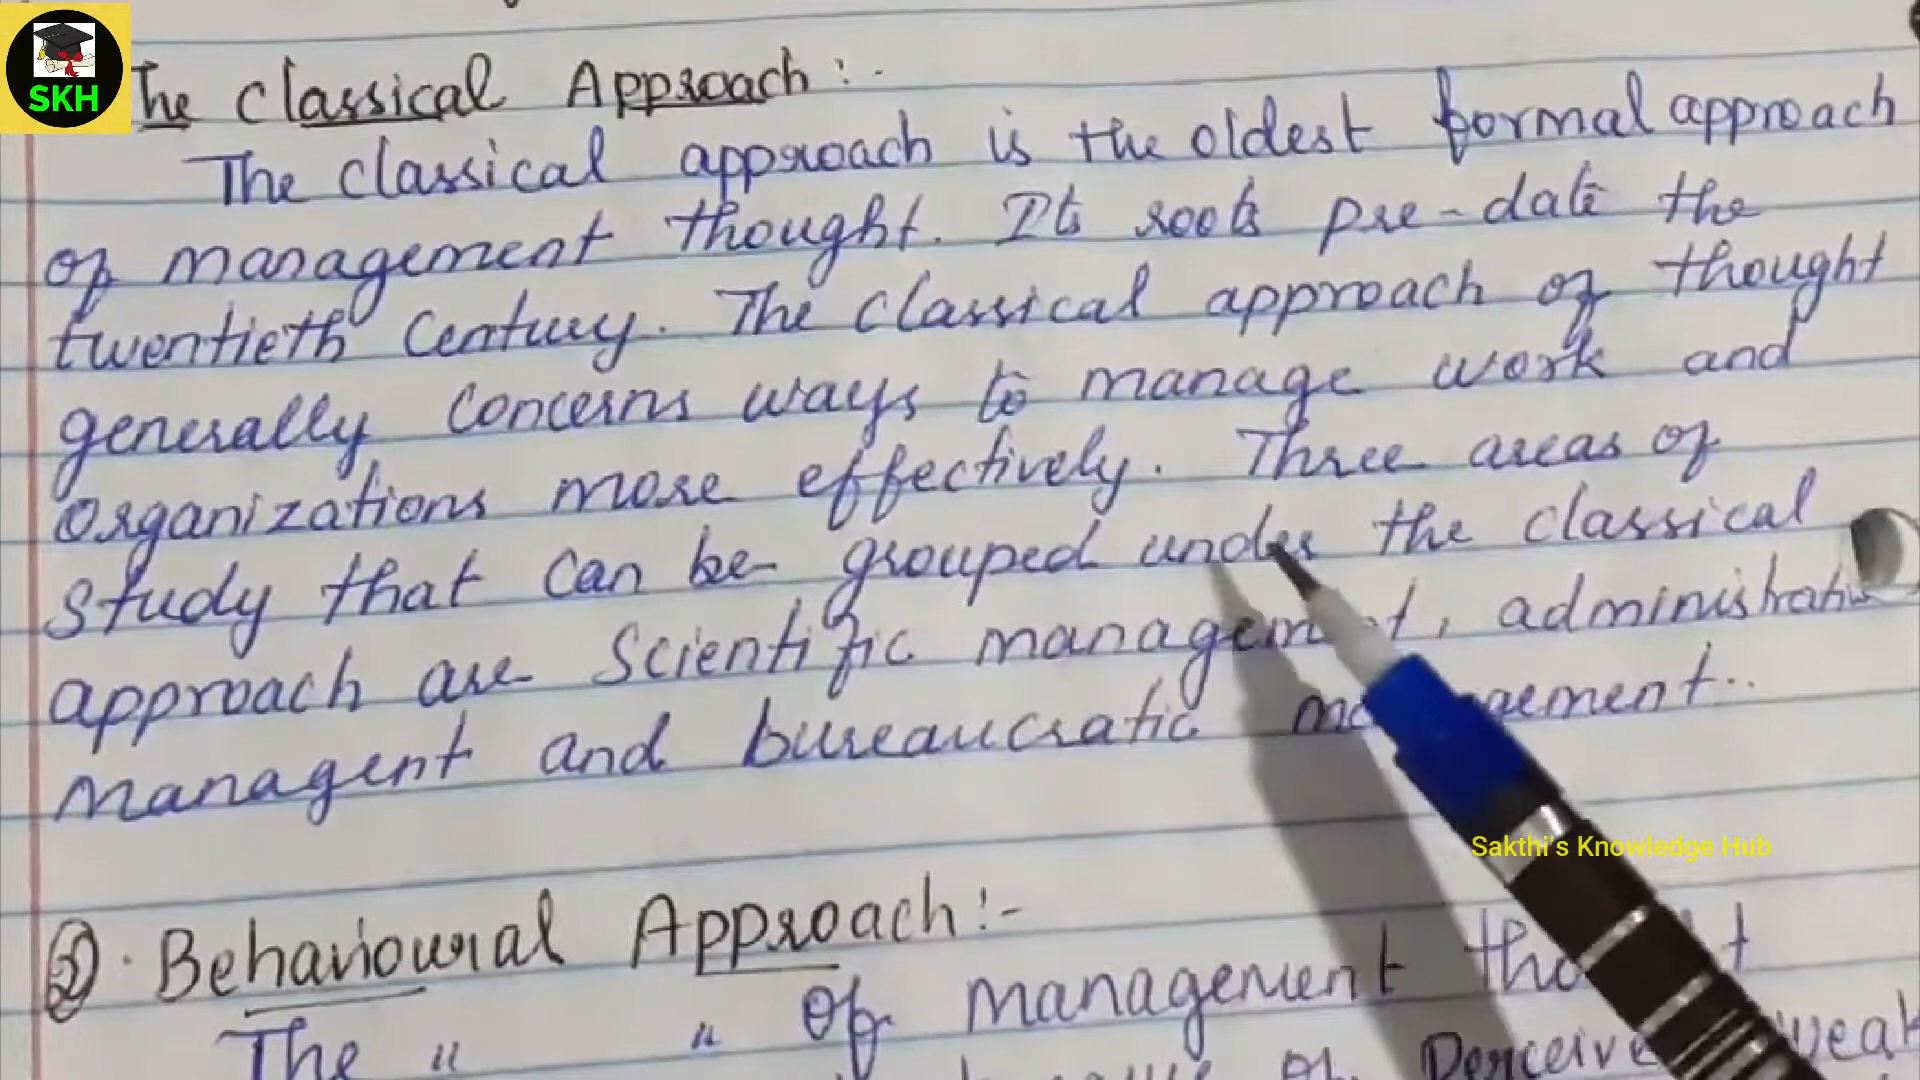 SKH
The Classical Approach :-
The classical approach is the oldest formal approach
of management thought. Its roots pre-date the
twentieth Century. The classical approach of thought
generally concerns ways to manage work and
Organizations more effectively. Three areas of
study that can be grouped under the classical
approach are Scientific management, administrative
managent and bureaucratic management..
Sakthi's Knowledge Hub
2. Behavioural Approach:-
The " " of management
of